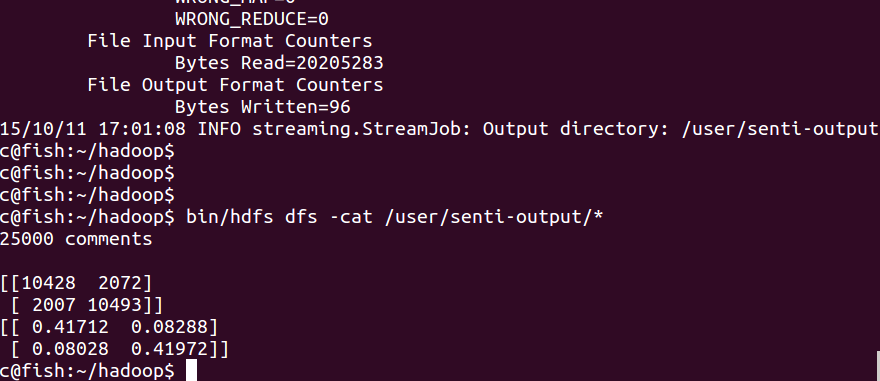 WRONG_MAP=0
WRONG_REDUCE=0
File Input Format Counters
Bytes Read=20205283
File Output Format Counters
Bytes Written=96
15/10/11 17:01:08 INFO streaming.StreamJob: Output directory: /user/senti-output
c@fish:~/hadoop$
c@fish:~/hadoop$
c@fish:~/hadoop$
c@fish:~/hadoop$ bin/hdfs dfs -cat /user/senti-output/*
25000 comments
[[10428  2072]
[ 2007 10493]]
[[ 0.41712  0.08288]
[ 0.08028  0.41972]]
c@fish:~/hadoop$